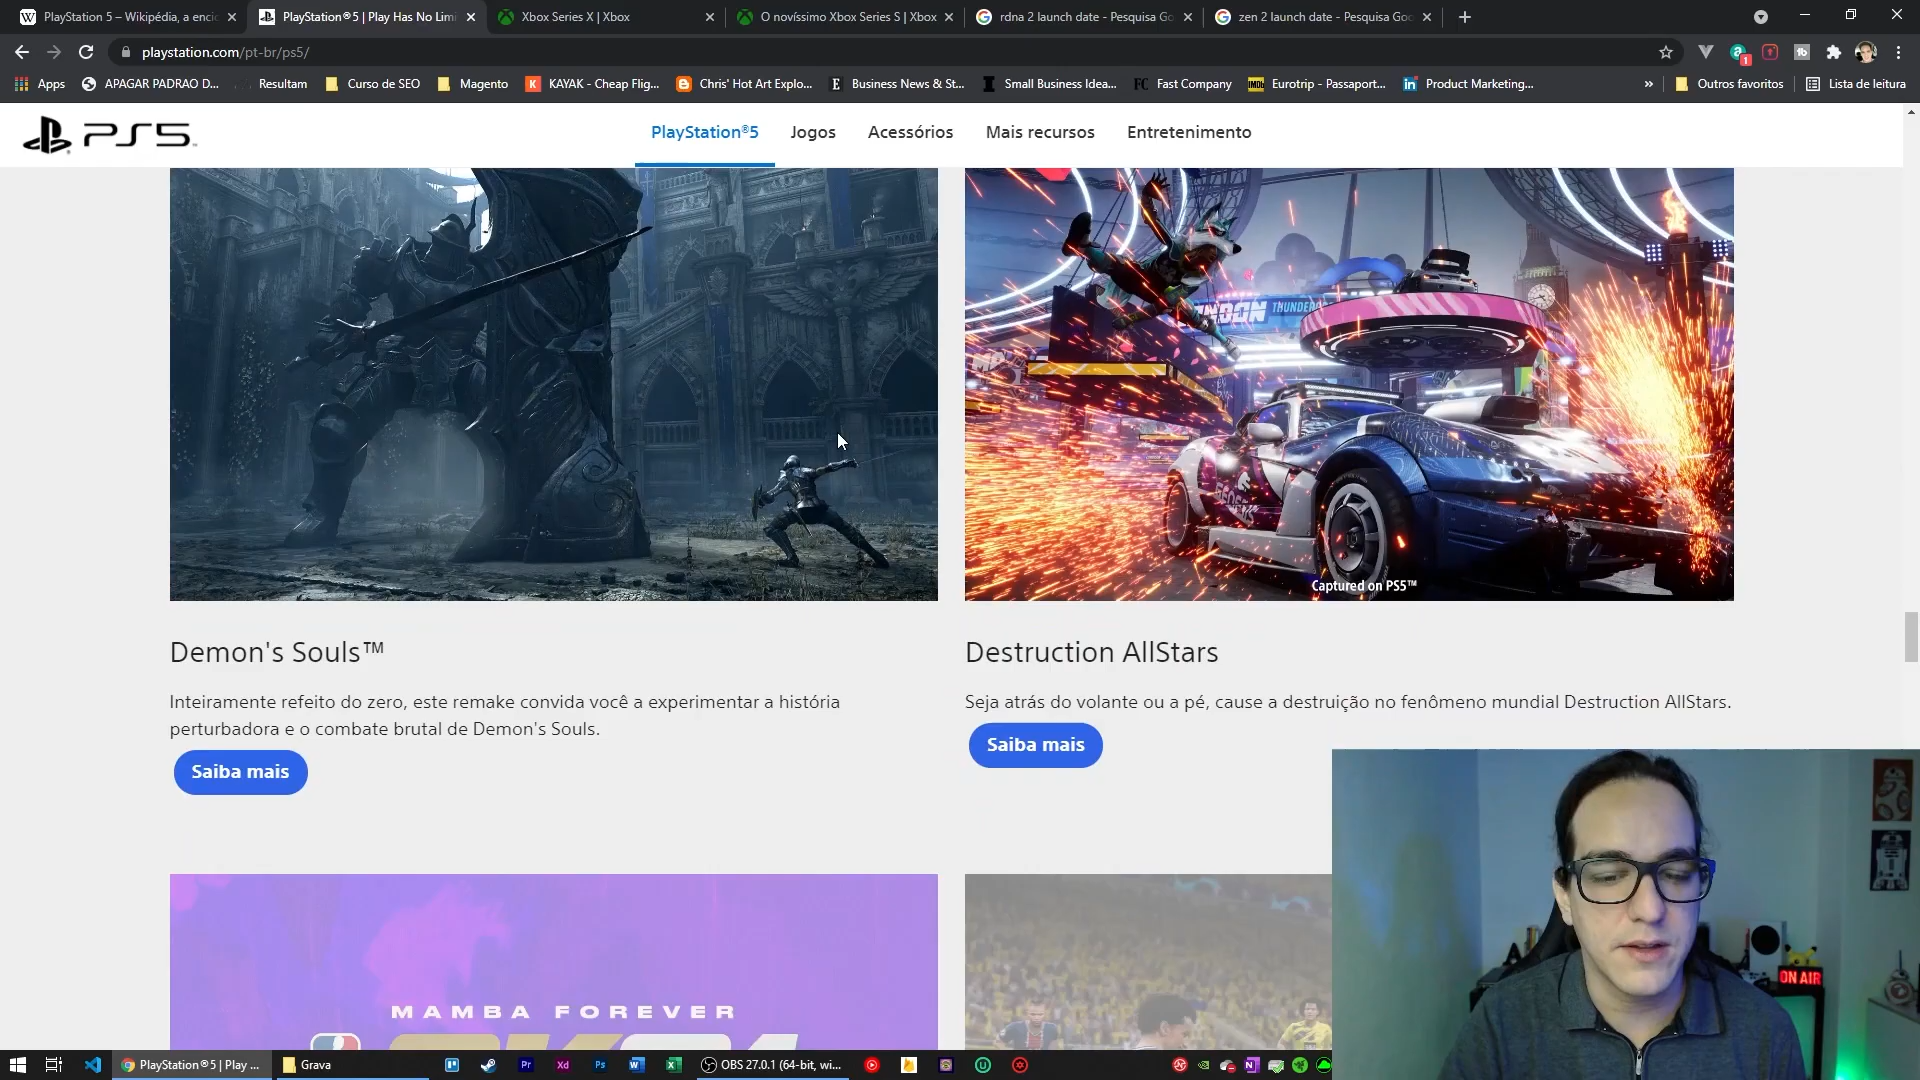 PlayStation 5 – Wikipédia, a enci
PlayStation®5 | Play Has No Limi
Xbox Series X | Xbox
O novíssimo Xbox Series S | Xbox
rdna 2 launch date - Pesquisa Go
zen 2 launch date - Pesquisa Goo
playstation.com/pt-br/ps5/
Apps
APAGAR PADRAO D...
Resultam
Curso de SEO
Magento
KAYAK - Cheap Flig...
Chris' Hot Art Explo...
Business News & St...
Small Business Idea...
Fast Company
Eurotrip - Passaport...
Product Marketing...
»
Outros favoritos
Lista de leitura
PS5
PlayStation®5
Jogos
Acessórios
Mais recursos
Entretenimento
THUNDER
Captured on PS5™
Demon's Souls™
Destruction AllStars
Inteiramente refeito do zero, este remake convida você a experimentar a história
perturbadora e o combate brutal de Demon's Souls.
Saiba mais
Seja atrás do volante ou a pé, cause a destruição no fenômeno mundial Destruction AllStars.
Saiba mais
MAMBA FOREVER
ON AIR
PlayStation®5 | Play ...
Grava
OBS 27.0.1 (64-bit, wi...